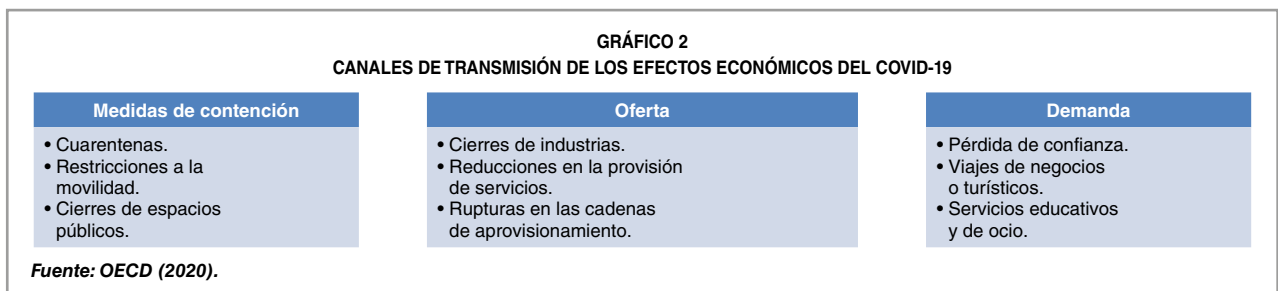 GRÁFICO 2
CANALES DE TRANSMISIÓN DE LOS EFECTOS ECONÓMICOS DEL COVID-19
Medidas de contención
• Cuarentenas.
• Restricciones a la
movilidad.
• Cierres de espacios
públicos.
Oferta
• Cierres de industrias.
• Reducciones en la provisión
de servicios.
• Rupturas en las cadenas
de aprovisionamiento.
Demanda
• Pérdida de confianza.
• Viajes de negocios
o turísticos.
• Servicios educativos
y de ocio.
Fuente: OECD (2020).